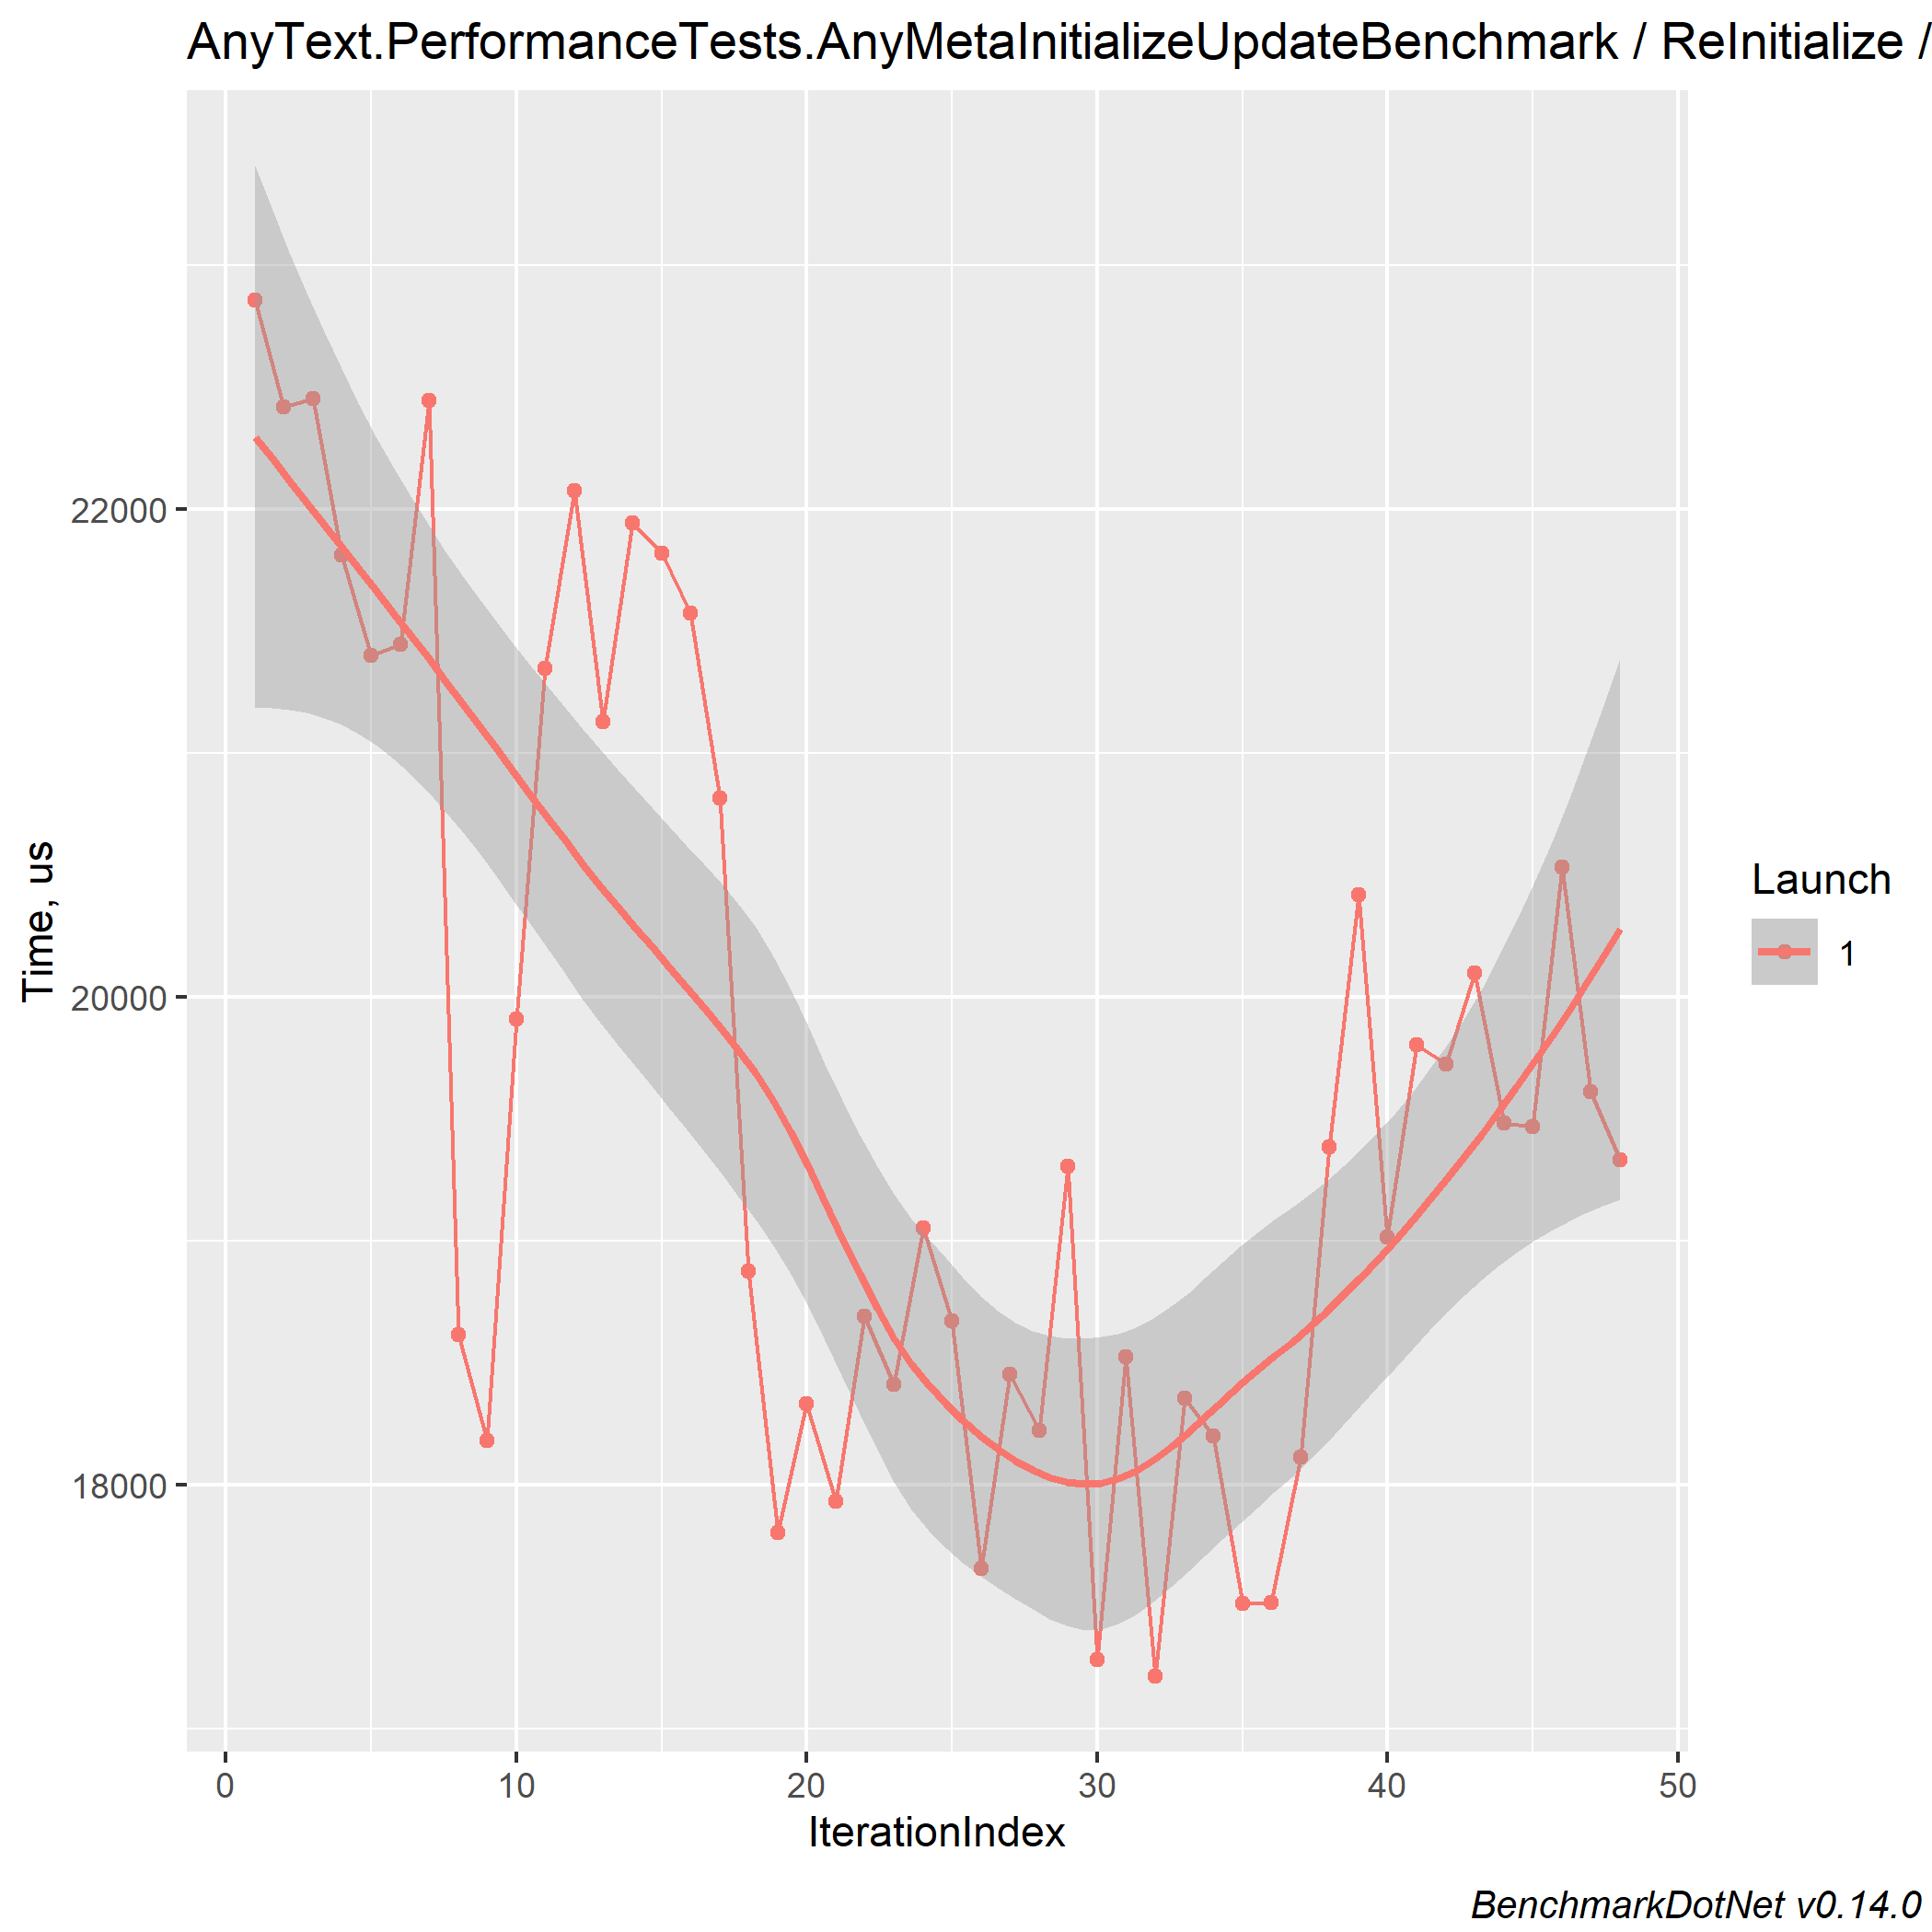 AnyText.PerformanceTests.AnyMetaInitializeUpdateBenchmark / ReInitialize /
22000
20000
18000
Time, us
0 10 20 30 40 50
IterationIndex
Launch
1
BenchmarkDotNet v0.14.0